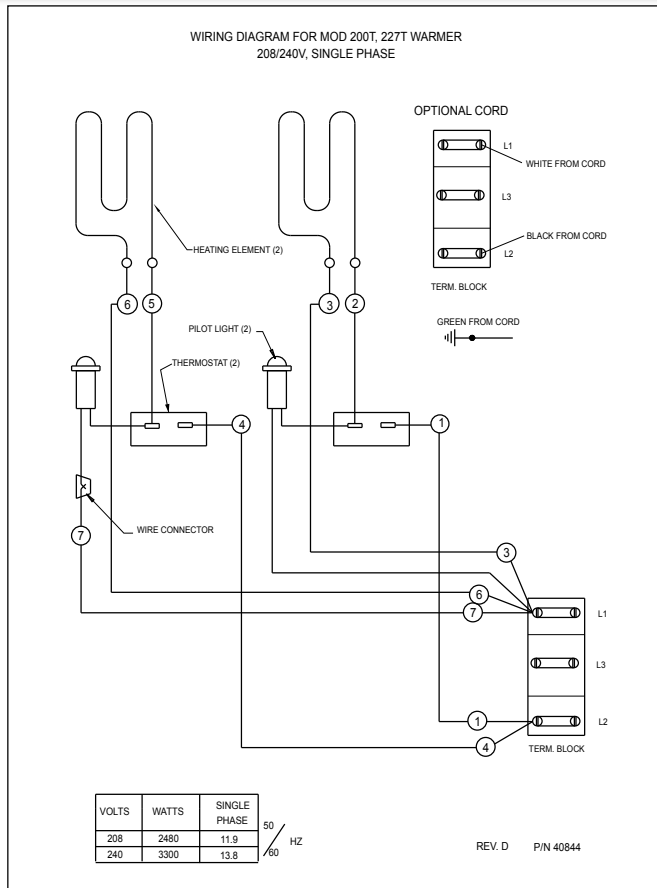 WIRING DIAGRAM FOR MOD 200T, 227T WARMER
208/240V, SINGLE PHASE
OPTIONAL CORD
L1
WHITE FROM CORD
L3
BLACK FROM CORD
L2
TERM. BLOCK
GREEN FROM CORD
HEATING ELEMENT (2)
6
5
3
2
PILOT LIGHT (2)
THERMOSTAT (2)
4
1
WIRE CONNECTOR
7
3
6
7
L1
L3
1
L2
4
TERM. BLOCK
VOLTS WATTS SINGLE
PHASE
208 2480 11.9
240 3300 13.8
50
/60 HZ
REV. D P/N 40844